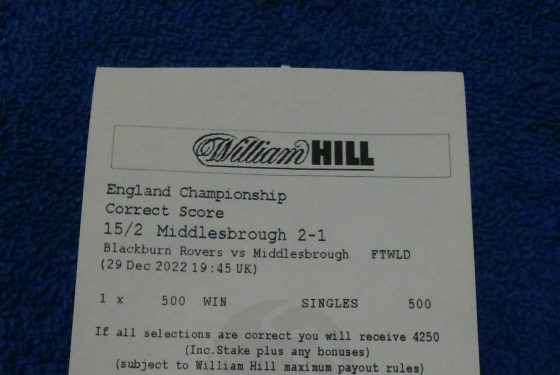 William HILL
England Championship
Correct Score
15/2 Middlesbrough 2-1
Blackburn Rovers vs Middlesbrough FTWLD
(29 Dec 2022 19:45 UK)
1 x 500 WIN SINGLES 500
If all selections are correct you will receive 4250
(Inc.Stake plus any bonuses)
(subject to William Hill maximum payout rules)